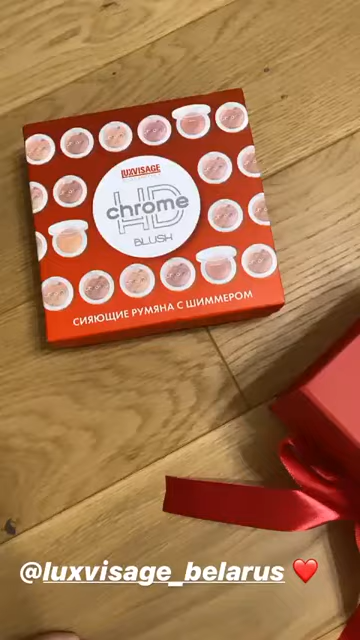 LUXVISAGE
HD
chrome
BLUSH
СИЯЮЩИЕ РУМЯНА С ШИММЕРОМ
@luxvisage_belarus ❤️